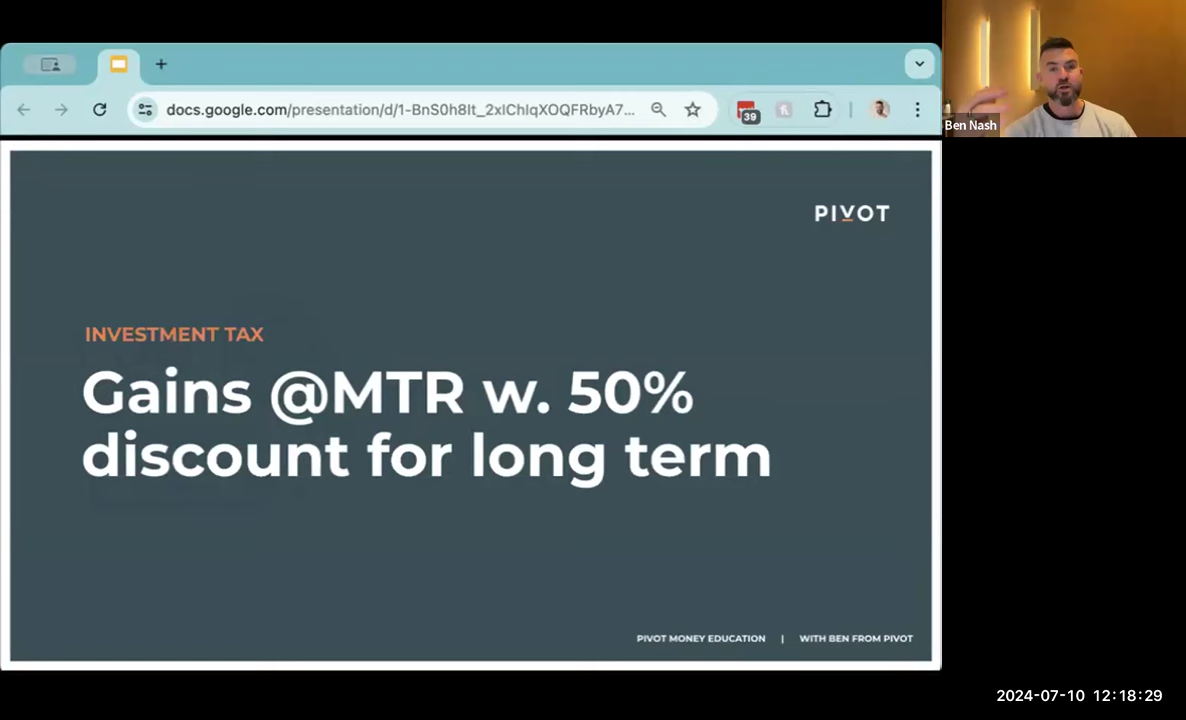 docs.google.com/presentation/d/1-BnS0h8It_2xIChIqXOQFRbyA7...
39
Ben Nash
PIVOT
INVESTMENT TAX
Gains @MTR w. 50%
discount for long term
PIVOT MONEY EDUCATION | WITH BEN FROM PIVOT
2024-07-10 12:18:29